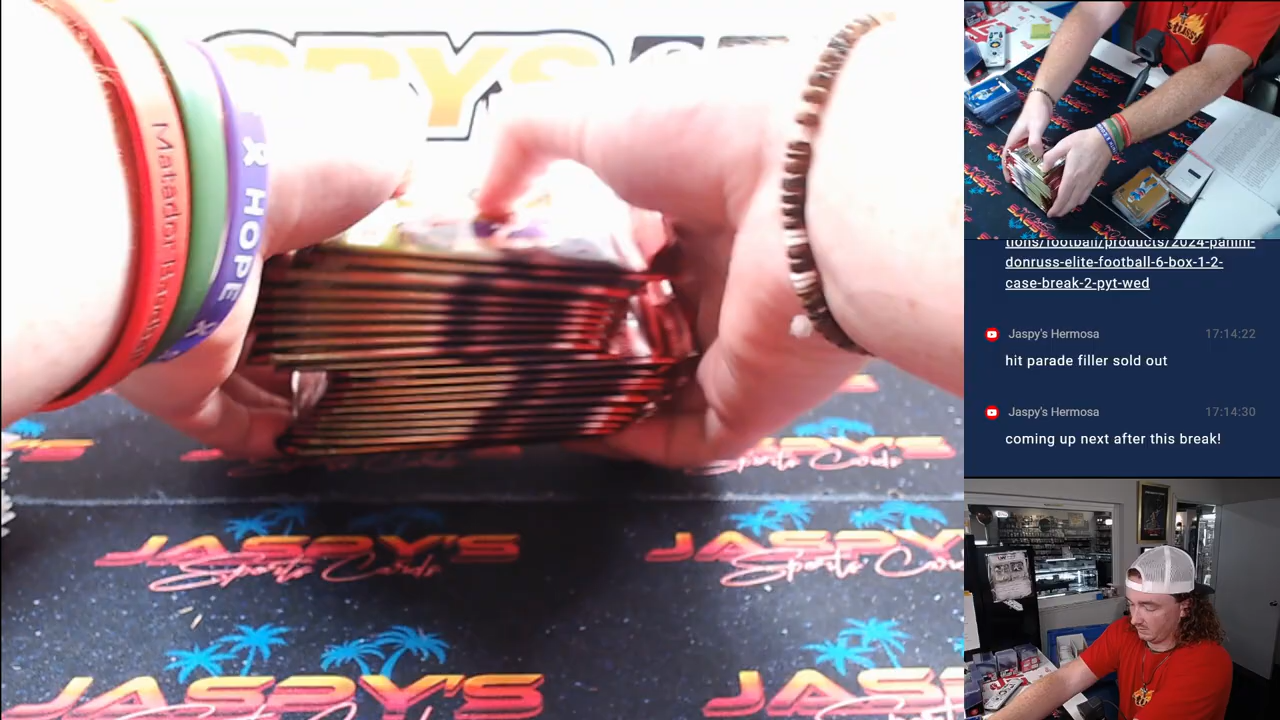 Matador
HOPE
JASPY'S
Sports Cards
JASPY'S
Sports Cards
JASPY'S
JASPY'S
tions/football/products/2024-panini-
donruss-elite-football-6-box-1-2-
case-break-2-pyt-wed
Jaspy's Hermosa 17:14:22
hit parade filler sold out
Jaspy's Hermosa 17:14:30
coming up next after this break!